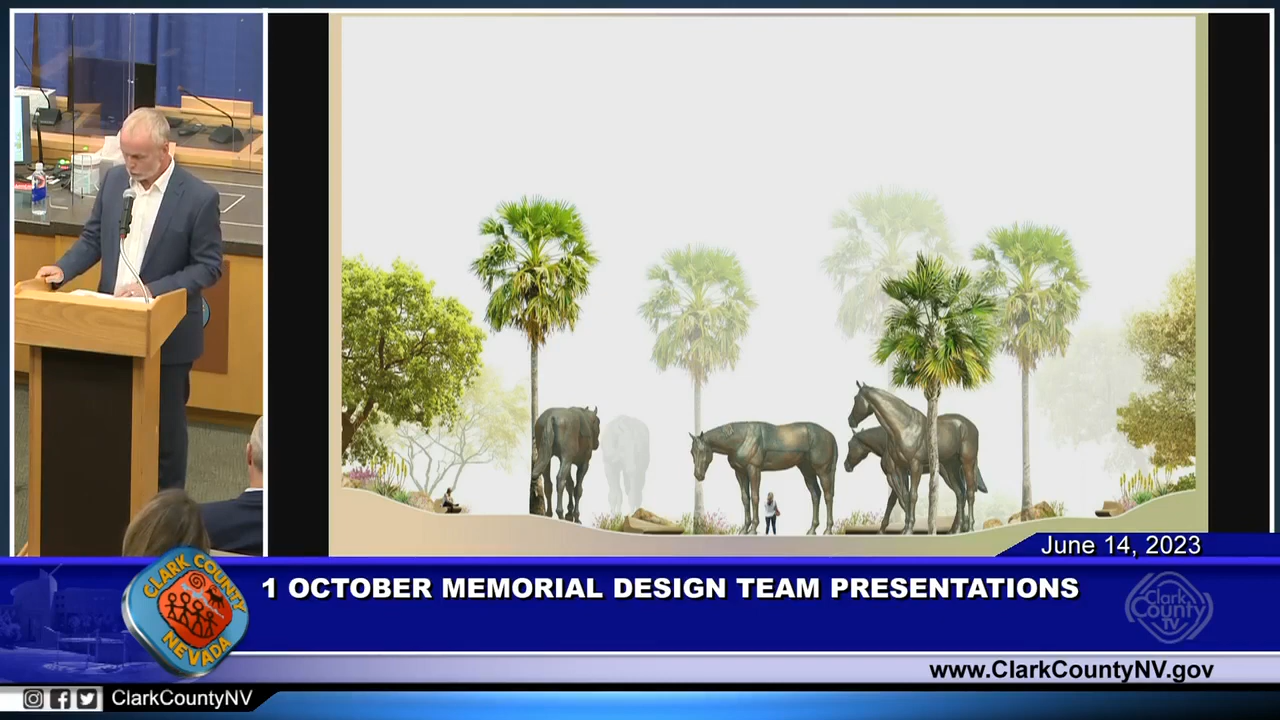 June 14, 2023
1 OCTOBER MEMORIAL DESIGN TEAM PRESENTATIONS
CLARK COUNTY
NEVADA
Clark
County
TV
www.ClarkCountyNV.gov
ClarkCountyNV